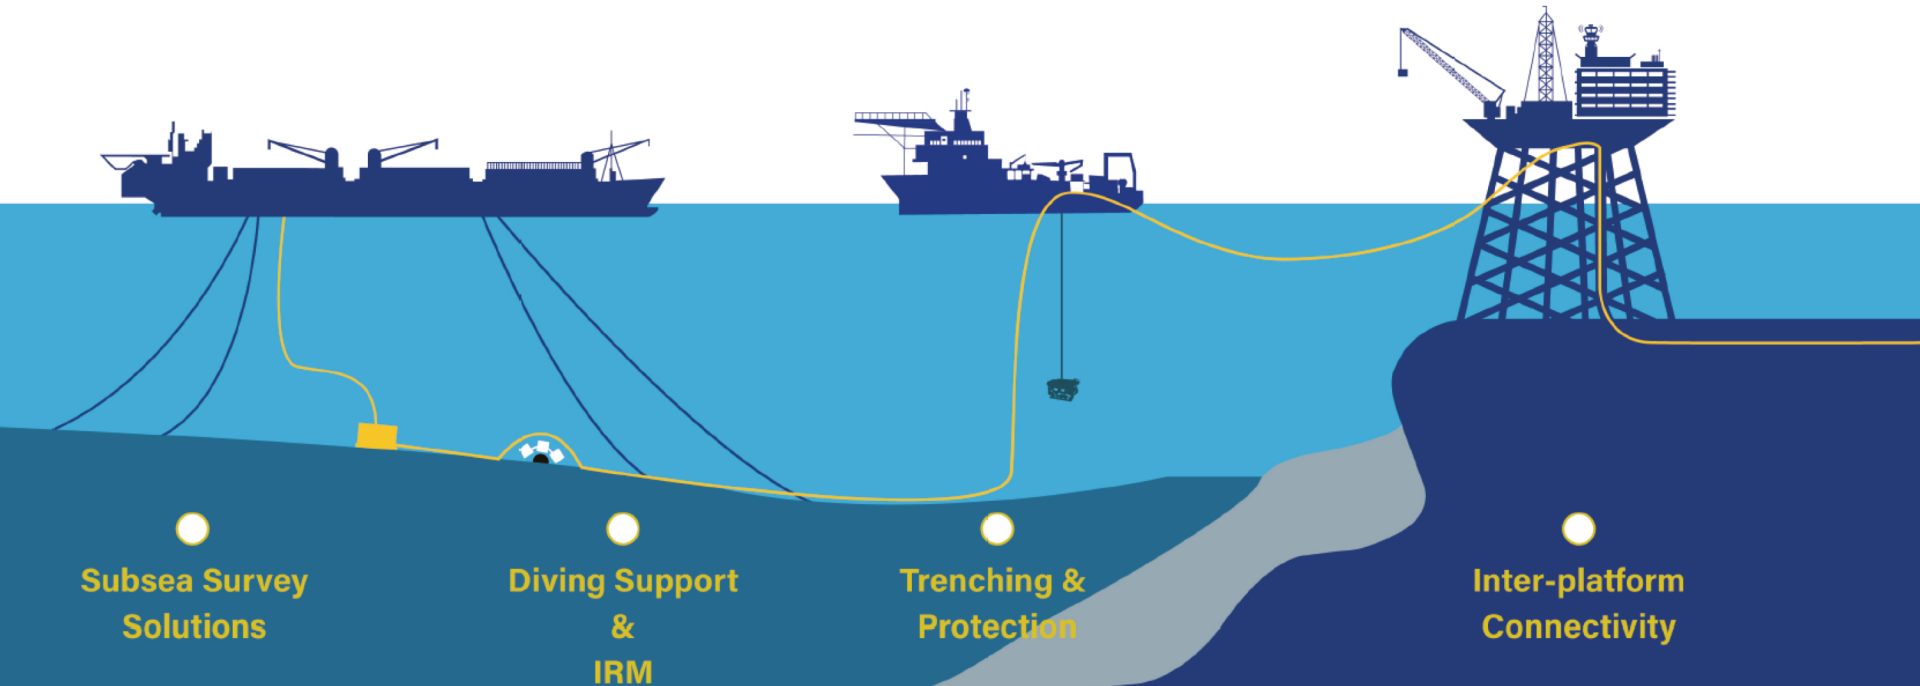 Subsea Survey
Solutions
Diving Support
&
IRM
Trenching &
Protection
Inter-platform
Connectivity